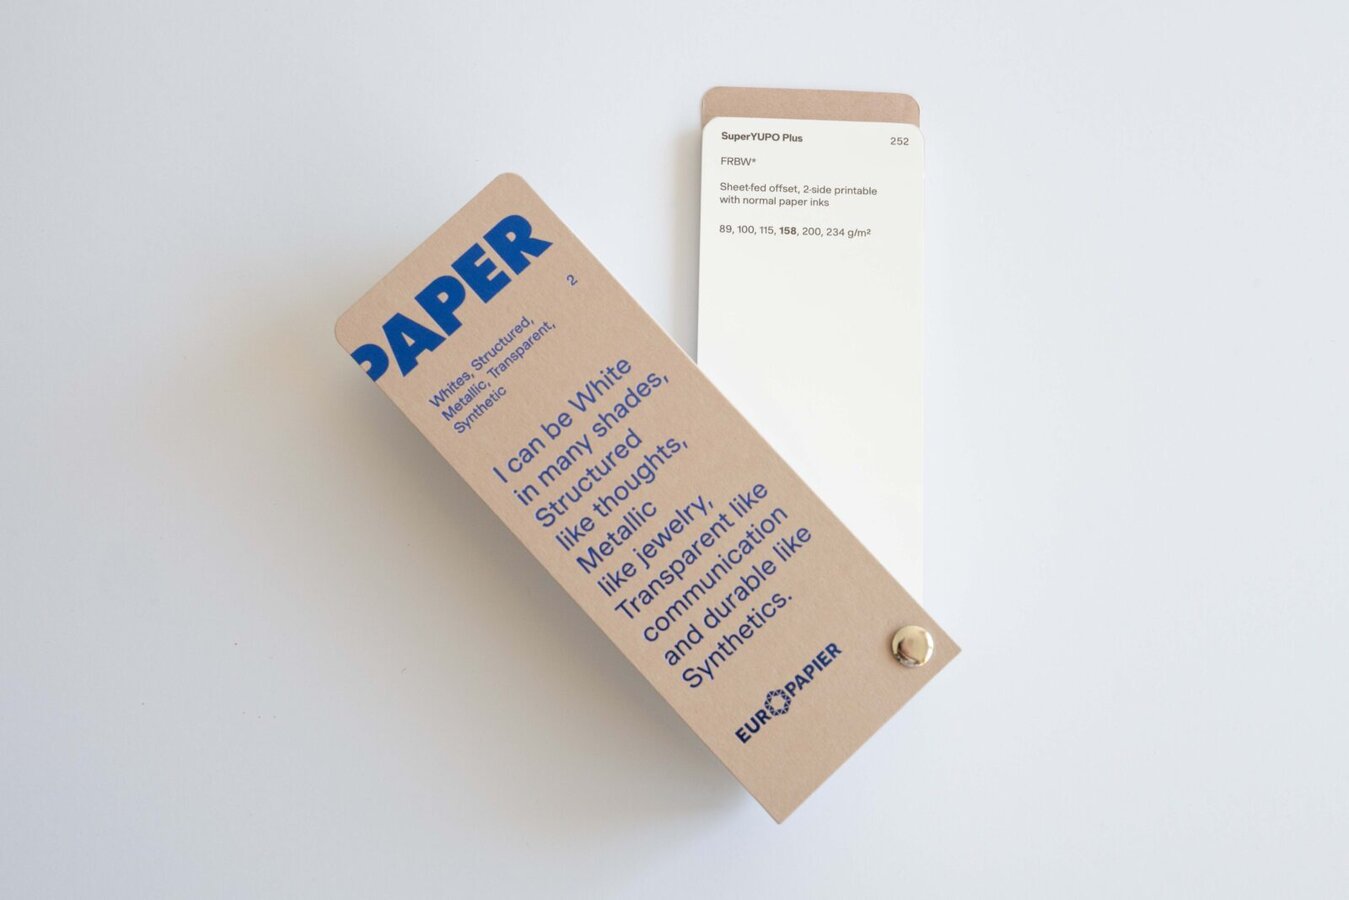 PAPER
2
Whites, Structured,
Metallic, Transparent,
Synthetic
I can be White
in many shades,
Structured
like thoughts,
Metallic
like jewelry,
Transparent like
communication
and durable like
Synthetics.
EUROPAPIER
SuperYUPO Plus 252
FRBW*
Sheet-fed offset, 2-side printable
with normal paper inks
89, 100, 115, 158, 200, 234 g/m²